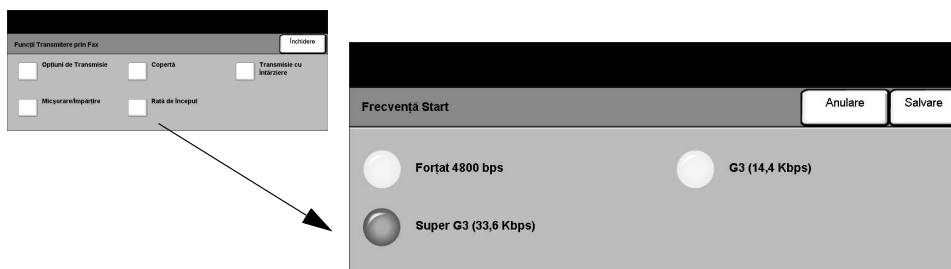 Funcții Transmitere prin Fax
Închidere
Opțiuni de Transmisie
Copertă
Transmisie cu
Întârziere
Micșorare/Împărțire
Rată de Început
Frecvență Start
Anulare
Salvare
Forțat 4800 bps
G3 (14,4 Kbps)
Super G3 (33,6 Kbps)